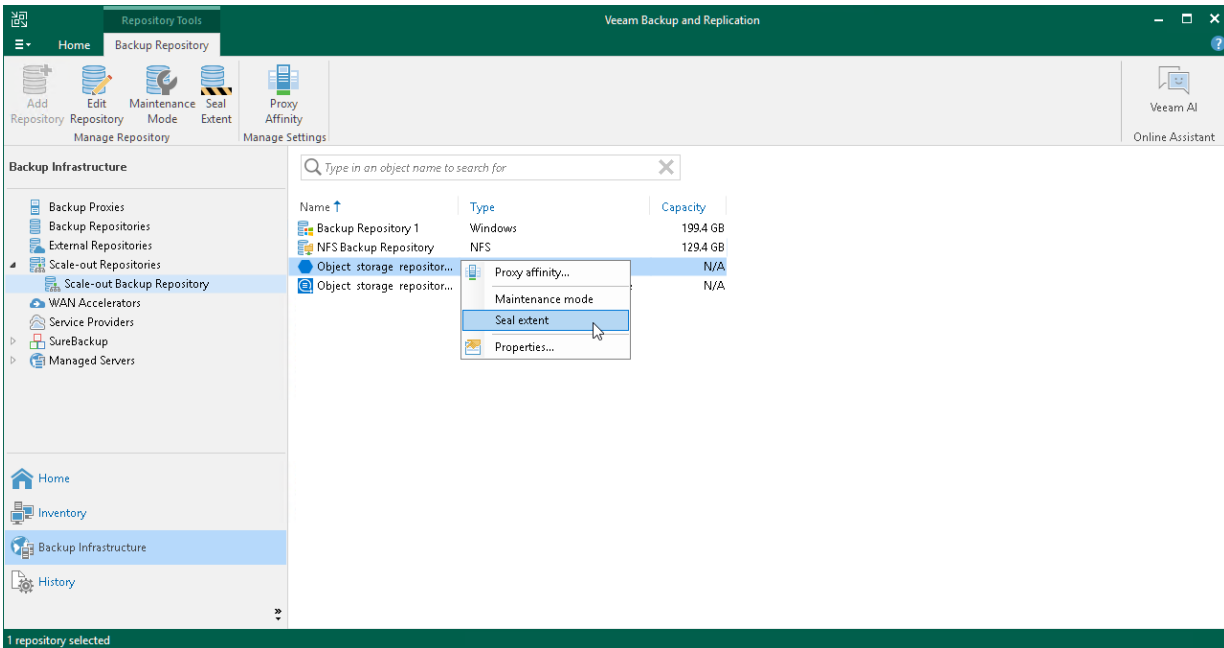 Repository Tools
Veeam Backup and Replication
Home
Backup Repository
?
Add Repository
Edit Repository
Maintenance Mode
Seal Extent
Proxy Affinity
Veeam AI
Manage Repository
Manage Settings
Online Assistant
Backup Infrastructure
Backup Proxies
Backup Repositories
External Repositories
Scale-out Repositories
Scale-out Backup Repository
WAN Accelerators
Service Providers
SureBackup
Managed Servers
Home
Inventory
Backup Infrastructure
History
Type in an object name to search for
Name Type Capacity
Backup Repository 1 Windows 199.4 GB
NFS Backup Repository NFS 129.4 GB
Object storage repositor... N/A
Object storage repositor... N/A
Proxy affinity...
Maintenance mode
Seal extent
Properties...
1 repository selected